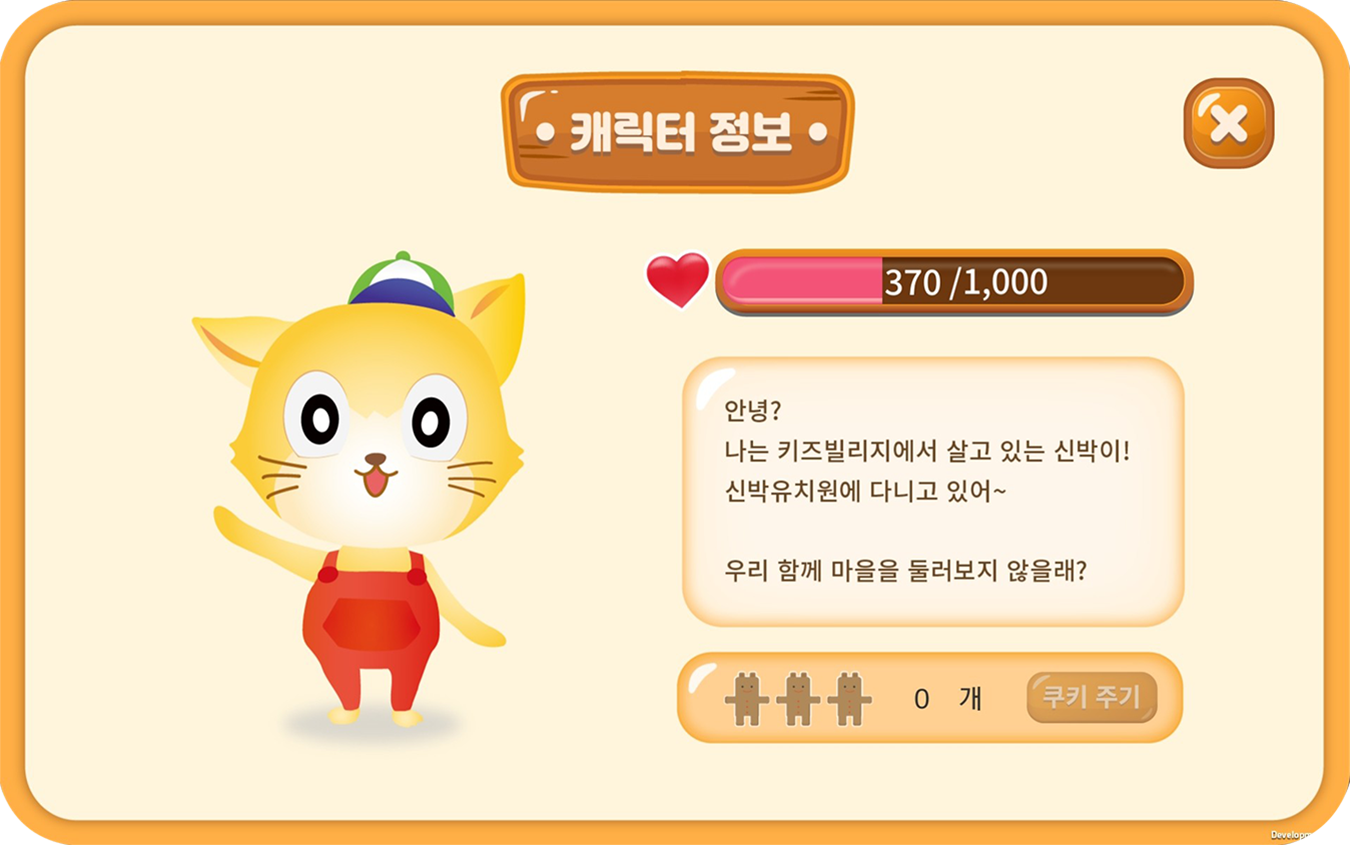 캐릭터 정보
370 /1,000
안녕?
나는 키즈빌리지에서 살고 있는 신박이!
신박유치원에 다니고 있어~
우리 함께 마을을 둘러보지 않을래?
0 개
쿠키 주기